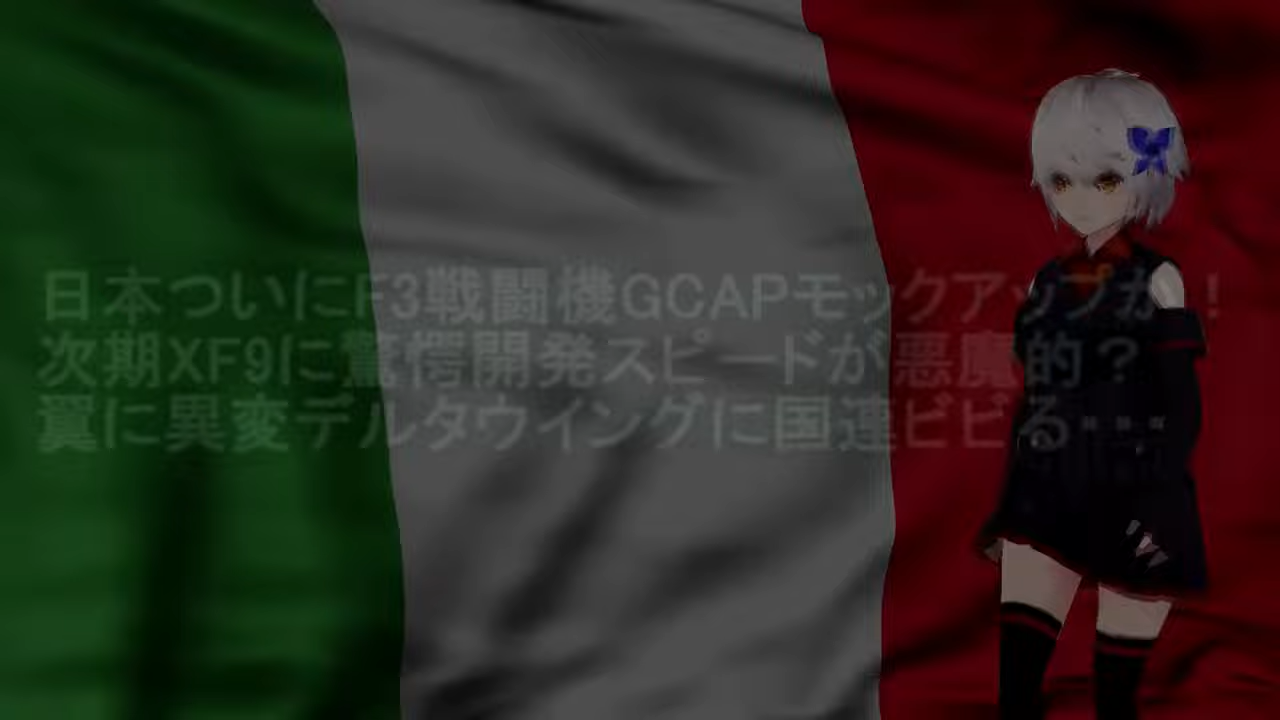 日本ついにF3戦闘機GCAPモックアップか！
次期XF9に驚愕開発スピードが悪魔的？
翼に異変デルタウイングに国連ビビる…